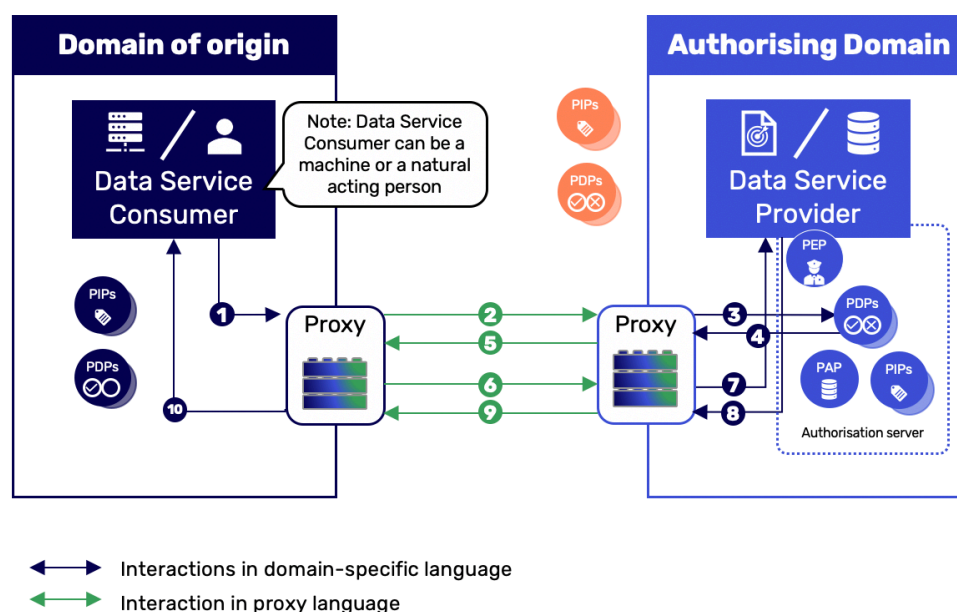 Domain of origin
Authorising Domain
Data Service
Consumer
Note: Data Service
Consumer can be a
machine or a natural
acting person
PIPs
PDPs
Data Service
Provider
PEP
PIPs
PDPs
1
Proxy
2
5
6
9
Proxy
3
4
7
8
PDPs
PAP
PIPs
Authorisation server
PIPs
PDPs
10
Interactions in domain-specific language
Interaction in proxy language